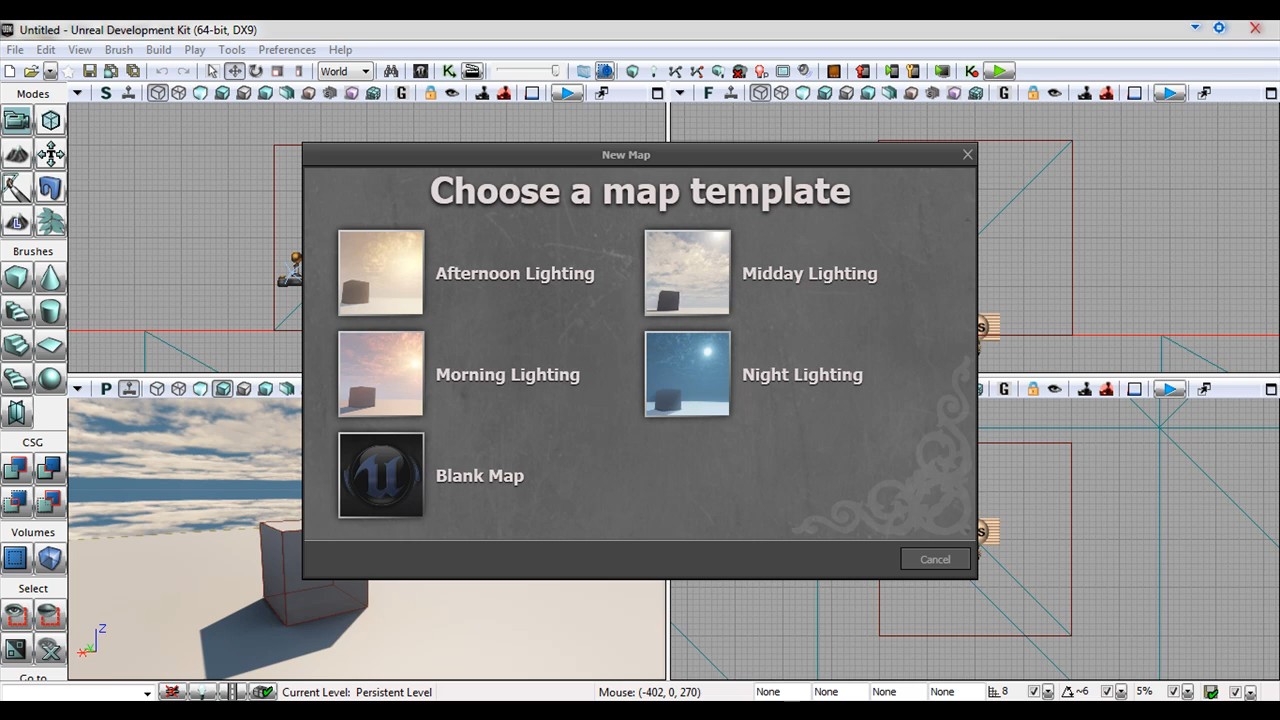 Untitled - Unreal Development Kit (64-bit, DX9)
File Edit View Brush Build Play Tools Preferences Help
World
Modes
S
G
F
G
New Map
Choose a map template
Afternoon Lighting
Midday Lighting
Morning Lighting
Night Lighting
Blank Map
Cancel
Brushes
CSG
Volumes
Select
Go to
P
G
Z
Current Level: Persistent Level
Mouse: (-402, 0, 270)
None None None None 8 ~6 5%